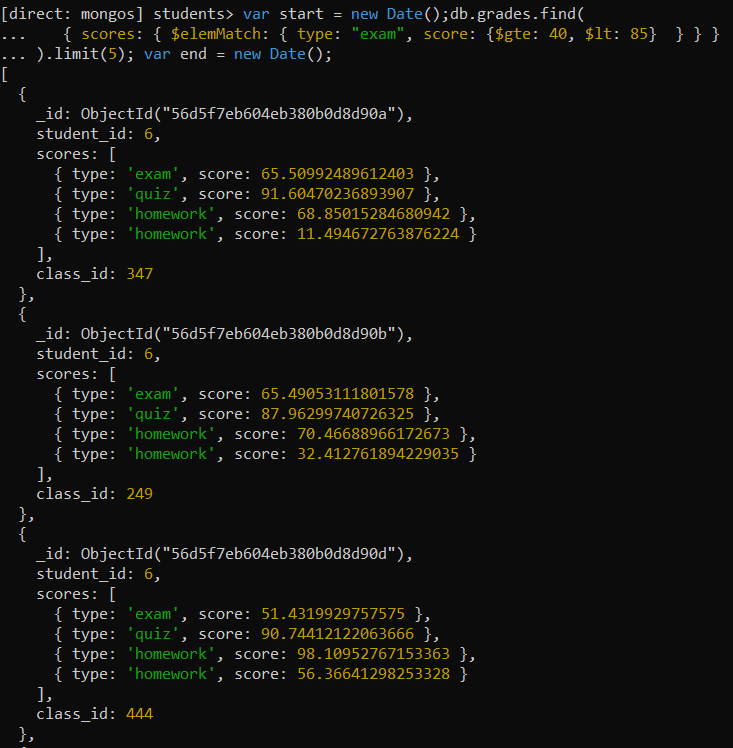 [direct: mongos] students> var start = new Date();db.grades.find(
...    { scores: { $elemMatch: { type: "exam", score: {$gte: 40, $lt: 85}  } } }
... ).limit(5); var end = new Date();
[
  {
    _id: ObjectId("56d5f7eb604eb380b0d8d90a"),
    student_id: 6,
    scores: [
      { type: 'exam', score: 65.50992489612403 },
      { type: 'quiz', score: 91.60470236893907 },
      { type: 'homework', score: 68.85015284680942 },
      { type: 'homework', score: 11.494672763876224 }
    ],
    class_id: 347
  },
  {
    _id: ObjectId("56d5f7eb604eb380b0d8d90b"),
    student_id: 6,
    scores: [
      { type: 'exam', score: 65.49053111801578 },
      { type: 'quiz', score: 87.96299740726325 },
      { type: 'homework', score: 70.46688966172673 },
      { type: 'homework', score: 32.412761894229035 }
    ],
    class_id: 249
  },
  {
    _id: ObjectId("56d5f7eb604eb380b0d8d90d"),
    student_id: 6,
    scores: [
      { type: 'exam', score: 51.4319929757575 },
      { type: 'quiz', score: 90.74412122063666 },
      { type: 'homework', score: 98.10952767153363 },
      { type: 'homework', score: 56.36641298253328 }
    ],
    class_id: 444
  },